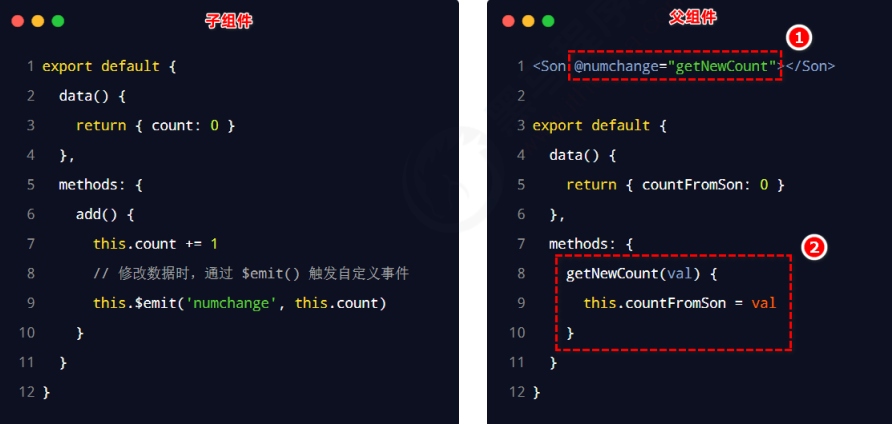 子组件
1 export default {
2 data() {
3 return { count: 0 }
4 },
5 methods: {
6 add() {
7 this.count += 1
8 // 修改数据时，通过 $emit() 触发自定义事件
9 this.$emit('numchange', this.count)
10 }
11 }
12 }
父组件
1
1 <Son @numchange="getNewCount"></Son>
2
3 export default {
4 data() {
5 return { countFromSon: 0 }
6 },
7 methods: {
2
8 getNewCount(val) {
9 this.countFromSon = val
10 }
11 }
12 }